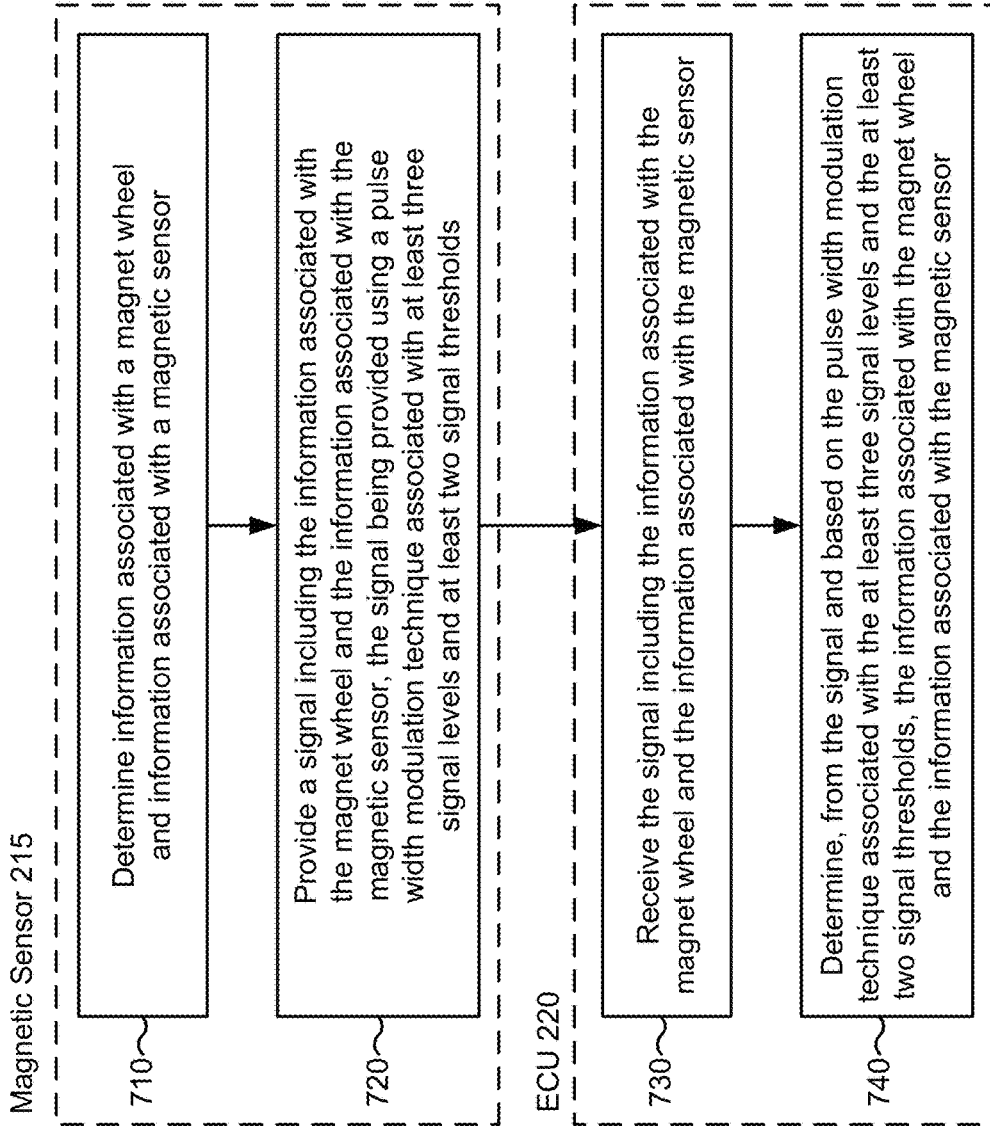 Magnetic Sensor 215
710
Determine information associated with a magnet wheel
and information associated with a magnetic sensor
720
Provide a signal including the information associated with
the magnet wheel and the information associated with the
magnetic sensor, the signal being provided using a pulse
width modulation technique associated with at least three
signal levels and at least two signal thresholds
ECU 220
730
Receive the signal including the information associated with the
magnet wheel and the information associated with the magnetic sensor
740
Determine, from the signal and based on the pulse width modulation
technique associated with the at least three signal levels and the at least
two signal thresholds, the information associated with the magnet wheel
and the information associated with the magnetic sensor